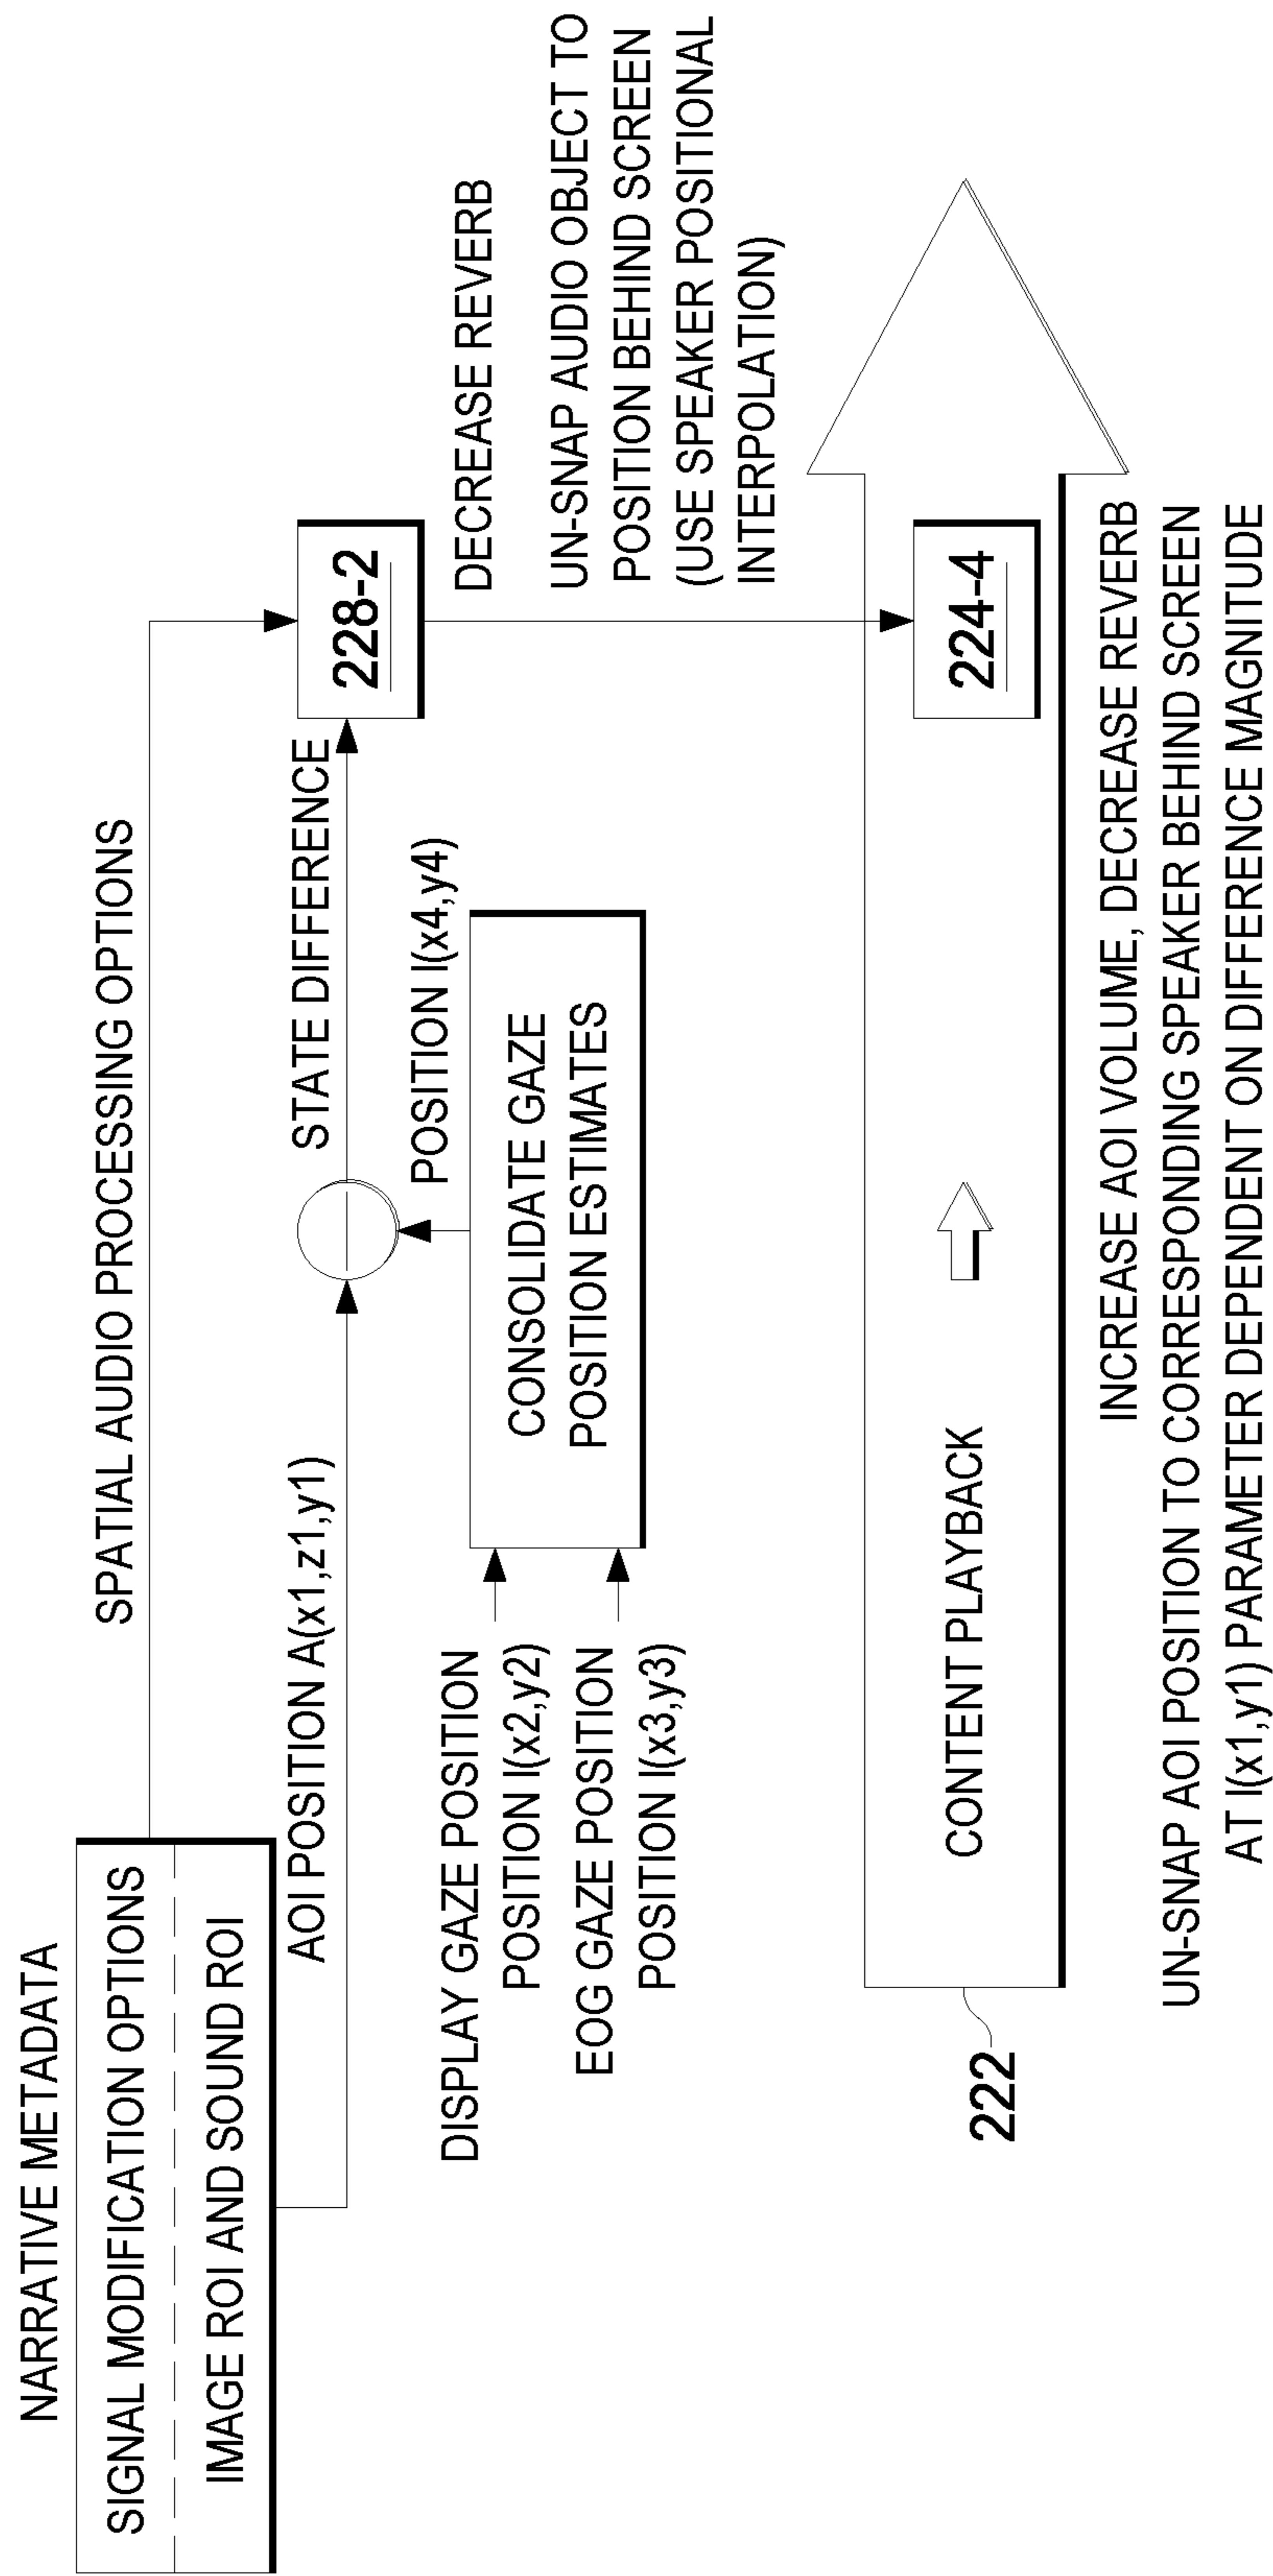 NARRATIVE METADATA
SIGNAL MODIFICATION OPTIONS
IMAGE ROI AND SOUND ROI
SPATIAL AUDIO PROCESSING OPTIONS
AOI POSITION A(x1,z1,y1)
STATE DIFFERENCE
228-2
POSITION I(x4,y4)
DISPLAY GAZE POSITION
POSITION I(x2,y2)
EOG GAZE POSITION
POSITION I(x3,y3)
CONSOLIDATE GAZE
POSITION ESTIMATES
DECREASE REVERB
UN-SNAP AUDIO OBJECT TO
POSITION BEHIND SCREEN
(USE SPEAKER POSITIONAL
INTERPOLATION)
222
CONTENT PLAYBACK
224-4
INCREASE AOI VOLUME, DECREASE REVERB
UN-SNAP AOI POSITION TO CORRESPONDING SPEAKER BEHIND SCREEN
AT I(x1,y1) PARAMETER DEPENDENT ON DIFFERENCE MAGNITUDE